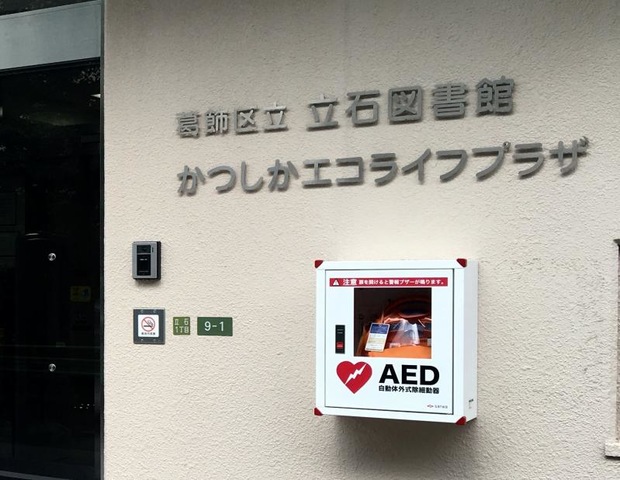 葛飾区立 立石図書館
かつしかエコライフプラザ
注意 扉を開けると警報ブザーが鳴ります。
立石
6
1丁目
9-1
AED
自動体外式除細動器